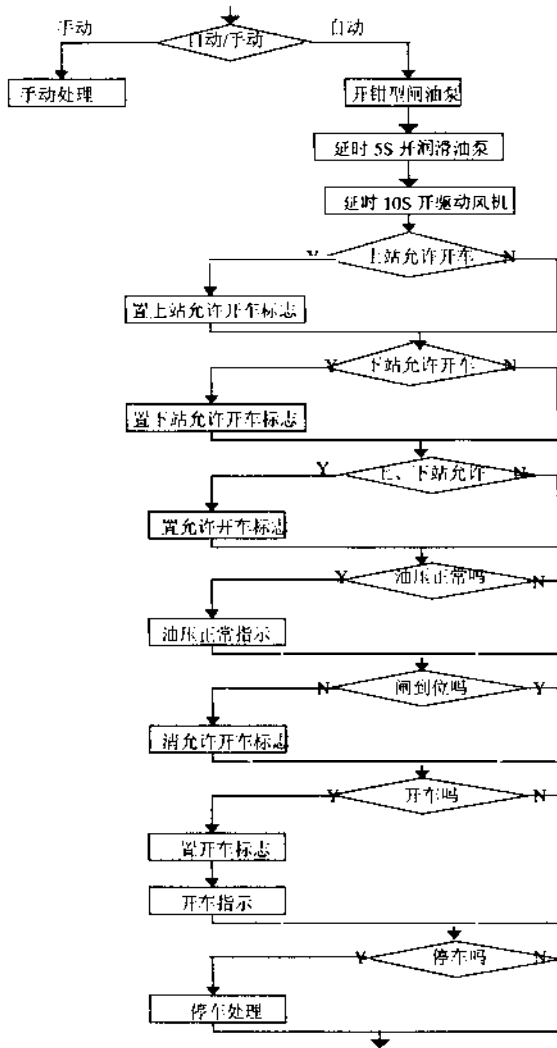 手动
自动/手动
自动
手动处理
开钳型闸油泵
延时 5S 开润滑油泵
延时 10S 开驱动风机
Y
上站允许开车
N
置上站允许开车标志
Y
下站允许开车
N
置下站允许开车标志
Y
上、下站允许
N
置允许开车标志
Y
油压正常吗
N
油压正常指示
N
闸到位吗
Y
消允许开车标志
Y
开车吗
N
置开车标志
开车指示
Y
停车吗
N
停车处理